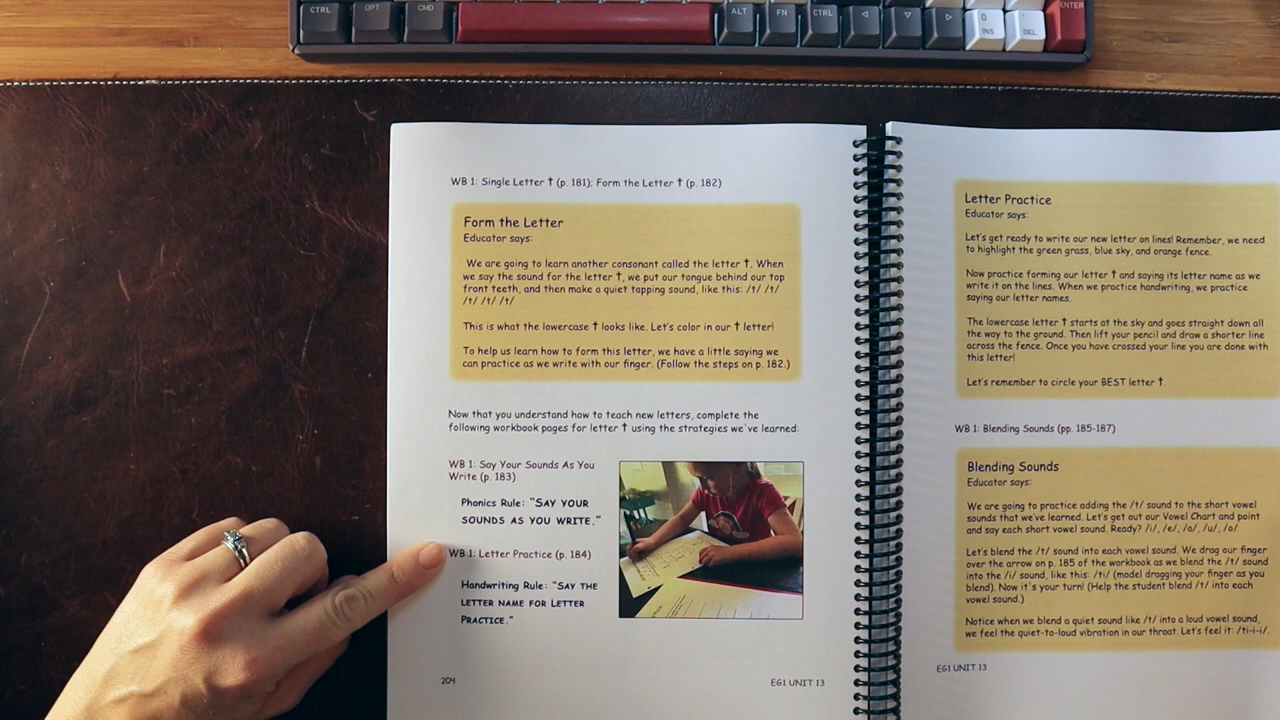 CTRL OPT CMD ALT FN CTRL 0 INS . DEL ENTER
WB 1: Single Letter t (p. 181); Form the Letter t (p. 182)
Form the Letter
Educator says:
We are going to learn another consonant called the letter t. When
we say the sound for the letter t, we put our tongue behind our top
front teeth, and then make a quiet tapping sound, like this: /t/ /t/
/t/ /t/ /t/
This is what the lowercase t looks like. Let's color in our t letter!
To help us learn how to form this letter, we have a little saying we
can practice as we write with our finger. (Follow the steps on p. 182.)
Now that you understand how to teach new letters, complete the
following workbook pages for letter t using the strategies we've learned:
WB 1: Say Your Sounds As You
Write (p. 183)
Phonics Rule: "SAY YOUR
SOUNDS AS YOU WRITE."
WB 1: Letter Practice (p. 184)
Handwriting Rule: "SAY THE
LETTER NAME FOR LETTER
PRACTICE."
204
EG1 UNIT 13
Letter Practice
Educator says:
Let's get ready to write our new letter on lines! Remember, we need
to highlight the green grass, blue sky, and orange fence.
Now practice forming our letter t and saying its letter name as we
write it on the lines. When we practice handwriting, we practice
saying our letter names.
The lowercase letter t starts at the sky and goes straight down all
the way to the ground. Then lift your pencil and draw a shorter line
across the fence. Once you have crossed your line you are done with
this letter!
Let's remember to circle your BEST letter t.
WB 1: Blending Sounds (pp. 185-187)
Blending Sounds
Educator says:
We are going to practice adding the /t/ sound to the short vowel
sounds that we've learned. Let's get out our Vowel Chart and point
and say each short vowel sound. Ready? /i/, /e/, /a/, /u/, /o/
Let's blend the /t/ sound into each vowel sound. We drag our finger
over the arrow on p. 185 of the workbook as we blend the /t/ sound
into the /i/ sound, like this: /ti/ (model dragging your finger as you
blend). Now it's your turn! (Help the student blend /t/ into each
vowel sound.)
Notice when we blend a quiet sound like /t/ into a loud vowel sound,
we feel the quiet-to-loud vibration in our throat. Let's feel it: /ti-i-i/.
EG1 UNIT 13